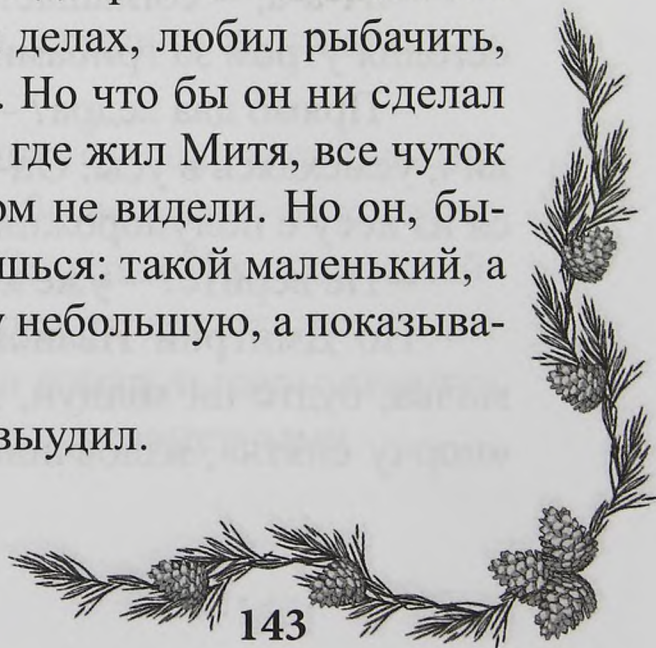 делах, любил рыбачить,
. Но что бы он ни сделал
где жил Митя, все чуток
ом не видели. Но он, бы-
шься: такой маленький, а
у небольшую, а показыва-
выудил.
143